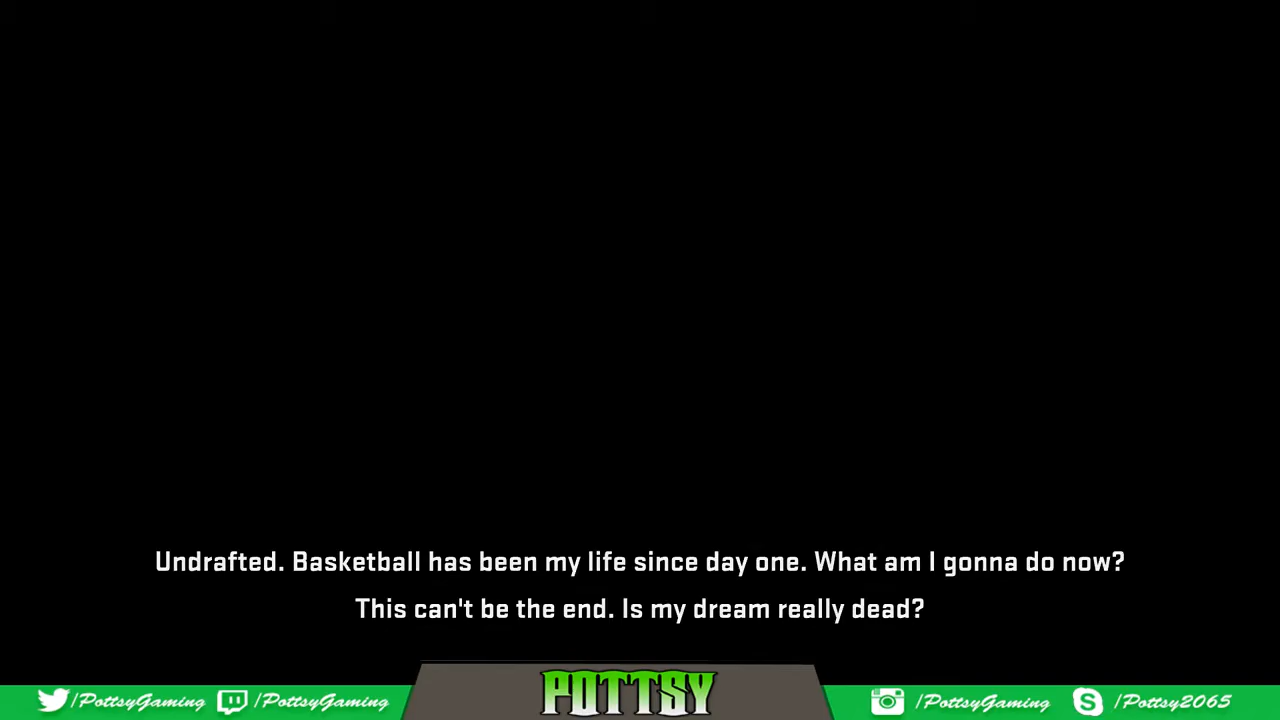 Undrafted. Basketball has been my life since day one. What am I gonna do now?
This can't be the end. Is my dream really dead?
POTTSY
/PottsyGaming /PottsyGaming /PottsyGaming /Pottsy2065